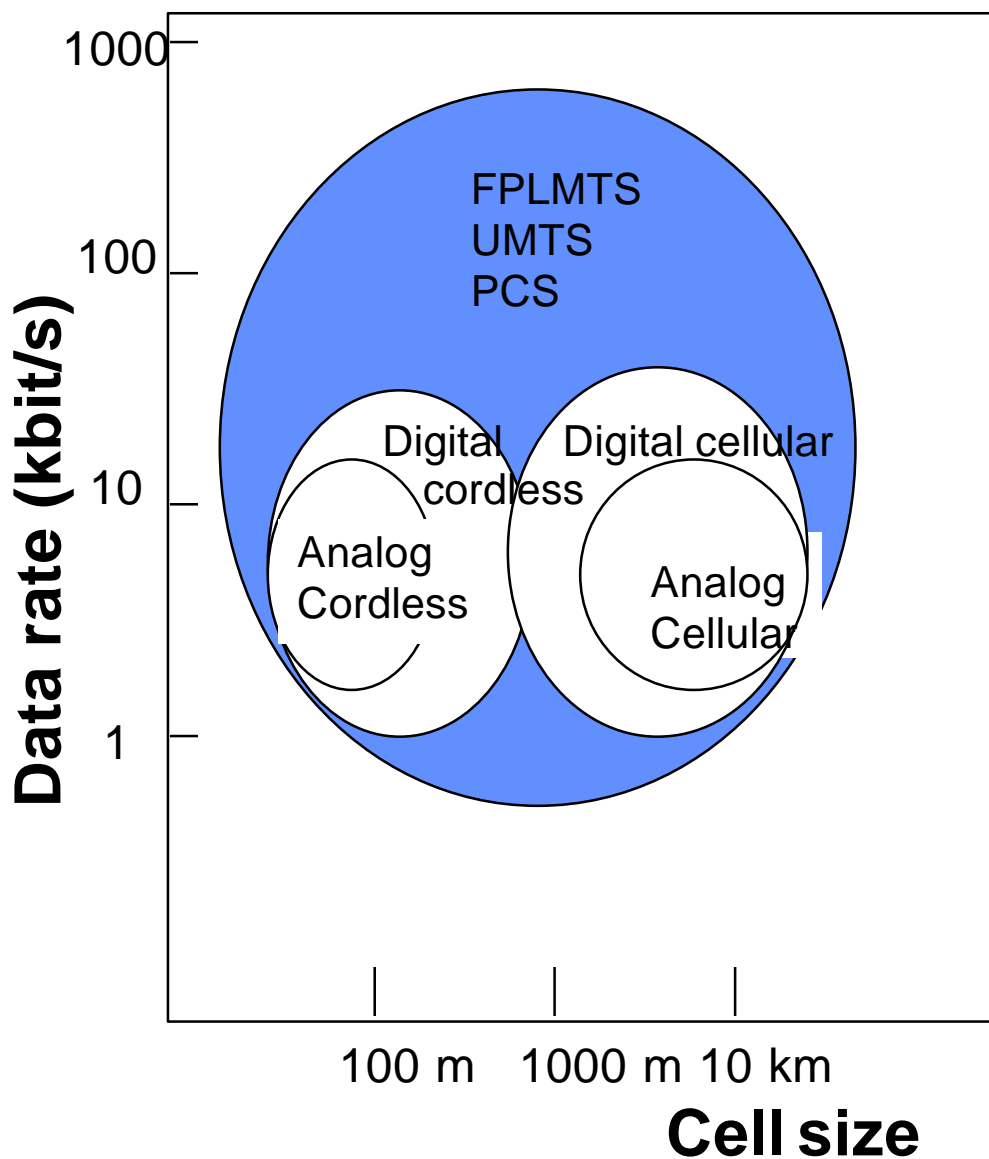 1000
FPLMTS
UMTS
PCS
100
Data rate (kbit/s)
Digital
cordless
Digital cellular
10
Analog
Cordless
Analog
Cellular
1
100 m
1000 m
10 km
Cell size